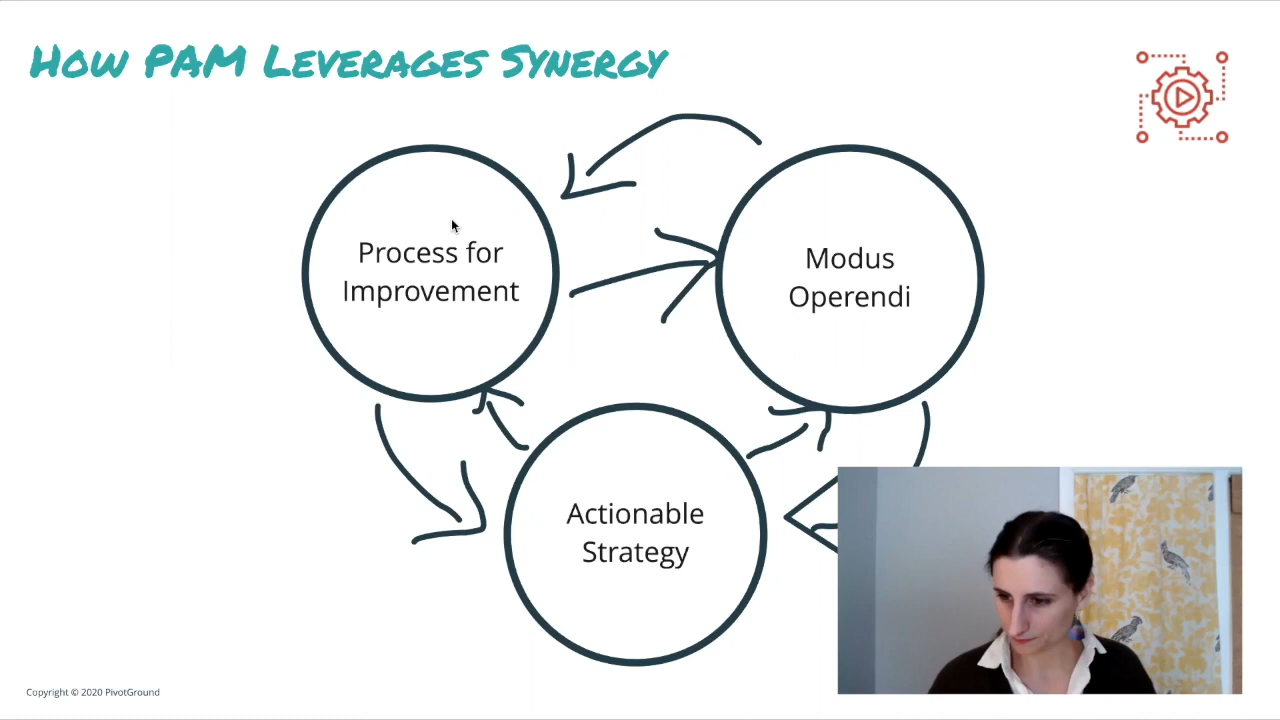 How PAM Leverages Synergy
Process for
Improvement
Modus
Operendi
Actionable
Strategy
Copyright © 2020 PivotGround